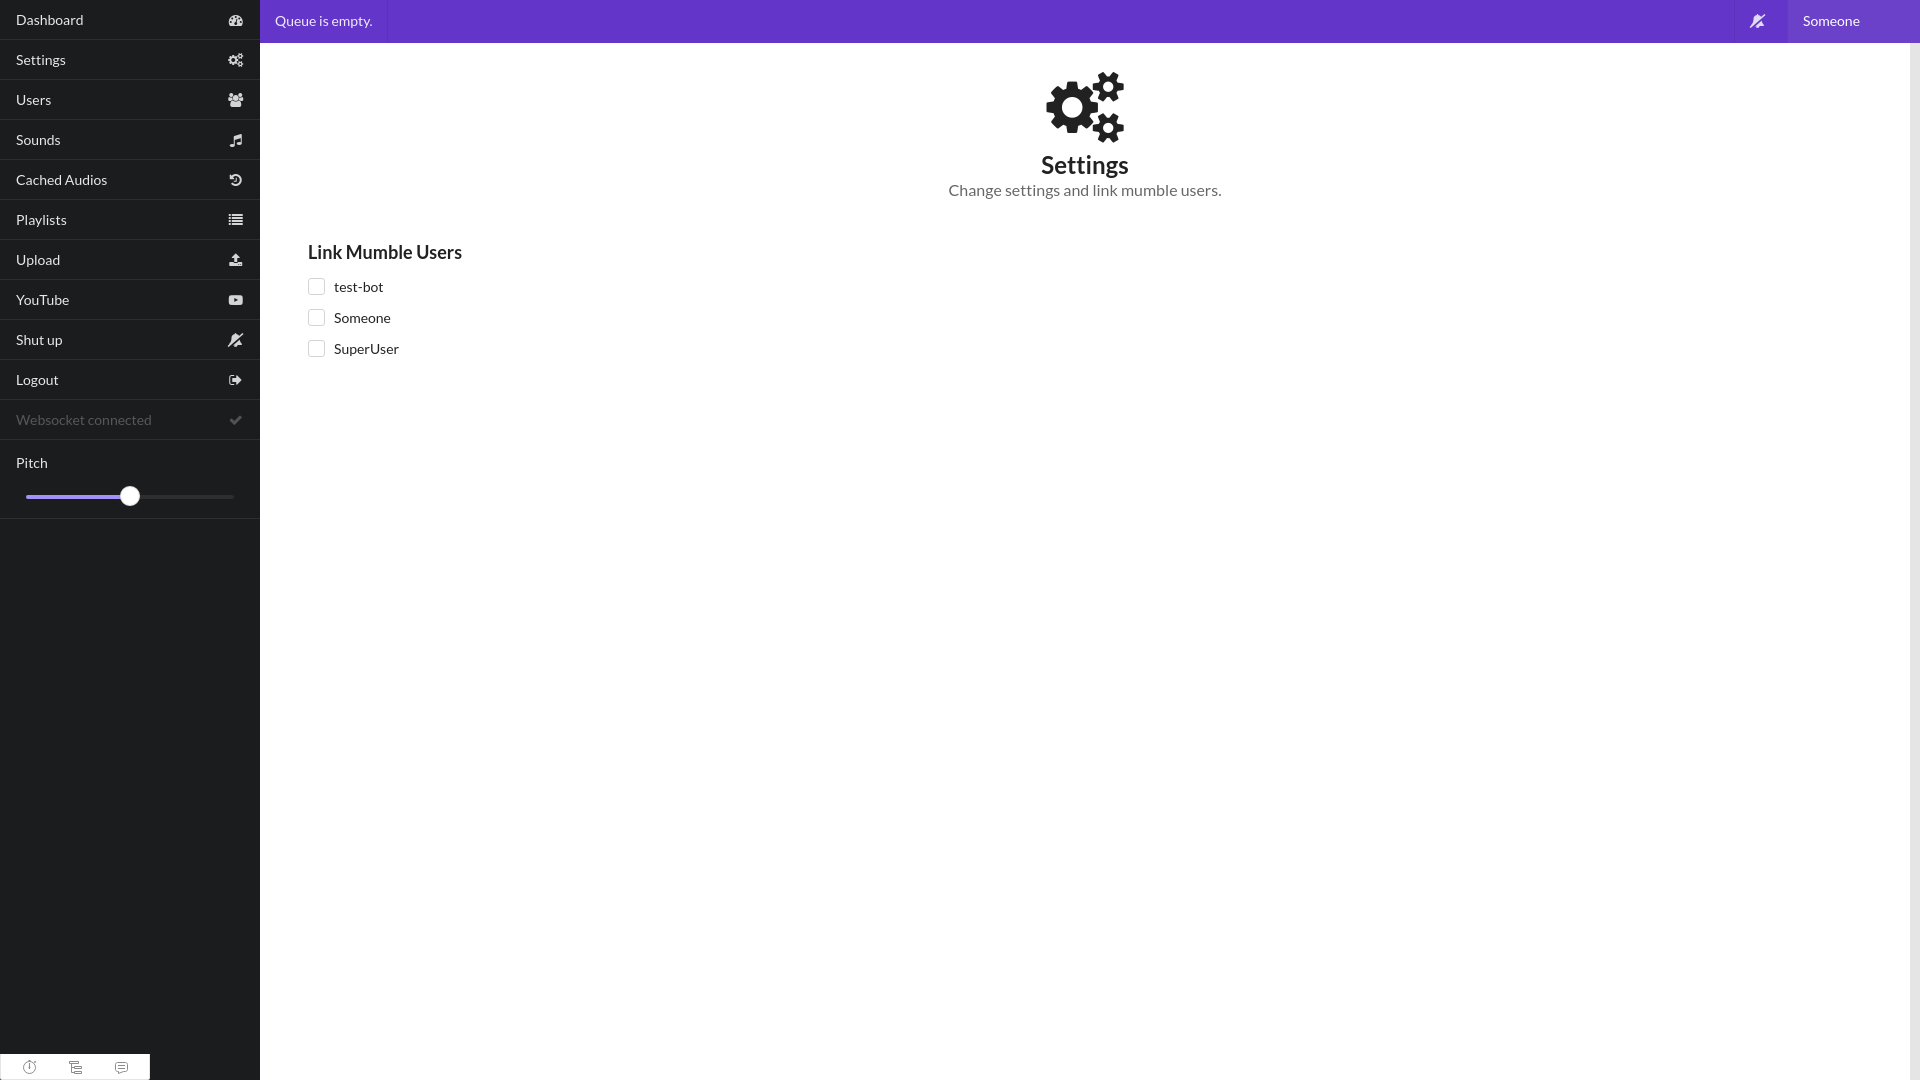 Dashboard
Settings
Users
Sounds
Cached Audios
Playlists
Upload
YouTube
Shut up
Logout
Websocket connected
Pitch
Queue is empty.
Someone
Settings
Change settings and link mumble users.
Link Mumble Users
test-bot
Someone
SuperUser